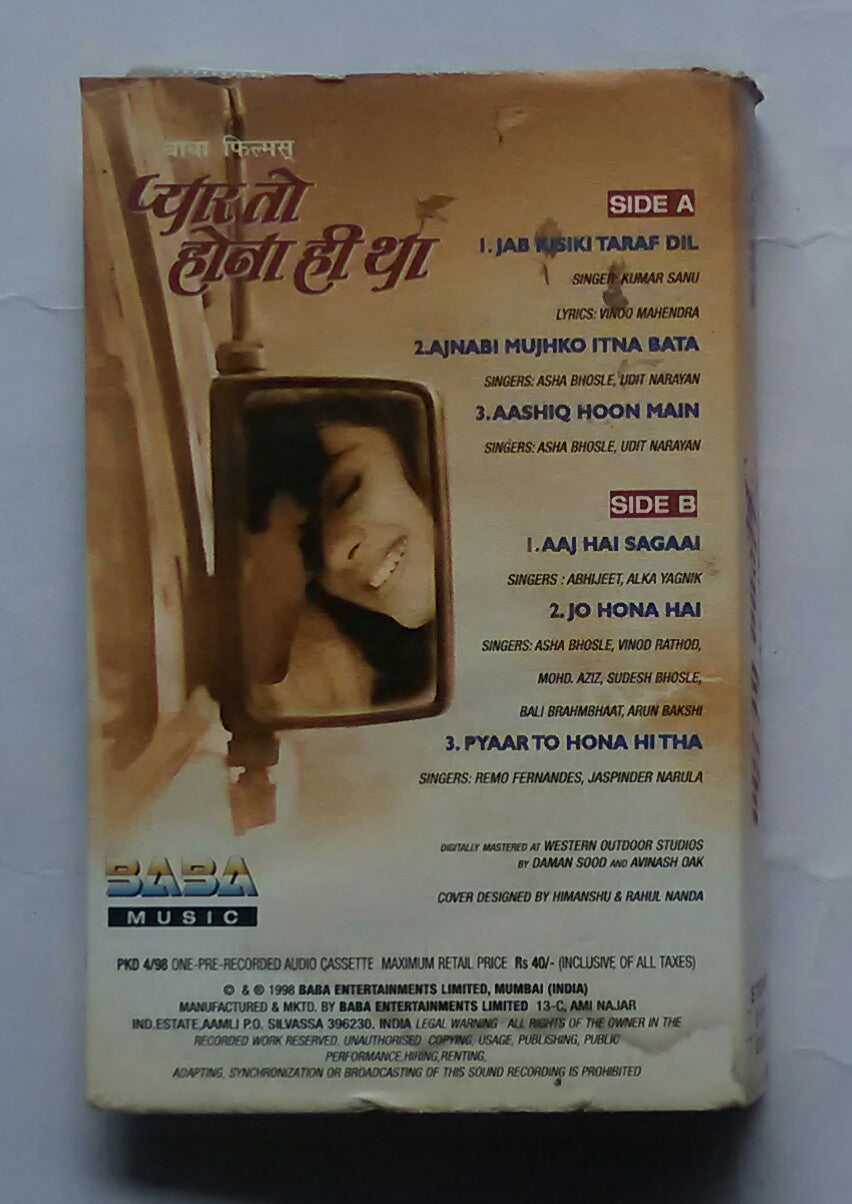 बाबा फिल्मस्
प्यार तो
होना ही था
SIDE A
1. JAB KISIKI TARAF DIL
SINGER: KUMAR SANU
LYRICS: VINOO MAHENDRA
2.AJNABI MUJHKO ITNA BATA
SINGERS: ASHA BHOSLE, UDIT NARAYAN
3.AASHIQ HOON MAIN
SINGERS: ASHA BHOSLE, UDIT NARAYAN
SIDE B
1.AAJ HAI SAGAAI
SINGERS : ABHIJEET, ALKA YAGNIK
2. JO HONA HAI
SINGERS: ASHA BHOSLE, VINOD RATHOD,
MOHD. AZIZ, SUDESH BHOSLE,
BALI BRAHMBHAAT, ARUN BAKSHI
3. PYAAR TO HONA HI THA
SINGERS: REMO FERNANDES, JASPINDER NARULA
DIGITALLY MASTERED AT WESTERN OUTDOOR STUDIOS
BY DAMAN SOOD AND AVINASH OAK
COVER DESIGNED BY HIMANSHU & RAHUL NANDA
BABA
MUSIC
PKD 4/98 ONE-PRE-RECORDED AUDIO CASSETTE MAXIMUM RETAIL PRICE Rs 40/- (INCLUSIVE OF ALL TAXES)
© & ℗ 1998 BABA ENTERTAINMENTS LIMITED, MUMBAI (INDIA)
MANUFACTURED & MKTD. BY BABA ENTERTAINMENTS LIMITED 13-C, AMI NAJAR
IND.ESTATE,AAMLI P.O. SILVASSA 396230. INDIA LEGAL WARNING ALL RIGHTS OF THE OWNER IN THE
RECORDED WORK RESERVED. UNAUTHORISED COPYING, USAGE, PUBLISHING, PUBLIC
PERFORMANCE,HIRING,RENTING,
ADAPTING, SYNCHRONIZATION OR BROADCASTING OF THIS SOUND RECORDING IS PROHIBITED